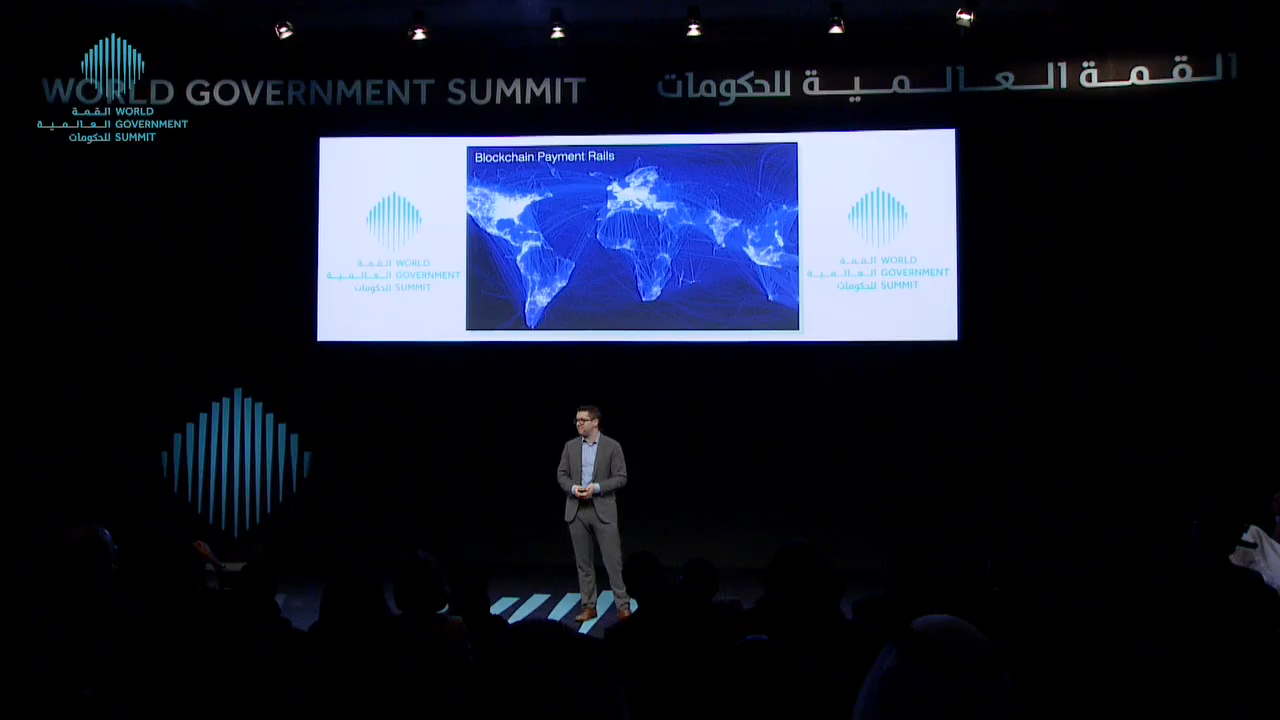 WORLD GOVERNMENT SUMMIT
القمة العالمية للحكومات
القمة WORLD
العالمية GOVERNMENT
للحكومات SUMMIT
Blockchain Payment Rails
القمة WORLD
العالمية GOVERNMENT
للحكومات SUMMIT
القمة WORLD
العالمية GOVERNMENT
للحكومات SUMMIT